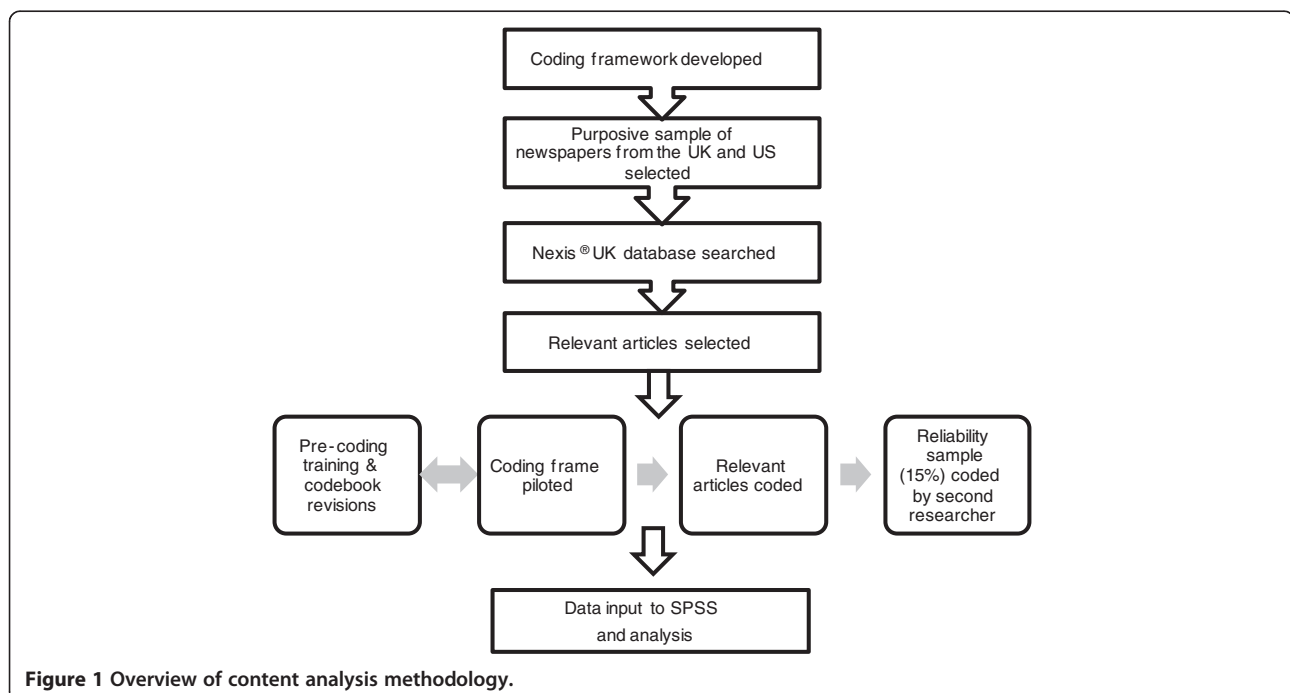 Coding framework developed
Purposive sample of
newspapers from the UK and US
selected
Nexis ® UK database searched
Relevant articles selected
Pre-coding
training &
codebook
revisions
Coding frame
piloted
Relevant
articles coded
Reliability
sample
(15%) coded
by second
researcher
Data input to SPSS
and analysis
Figure 1 Overview of content analysis methodology.